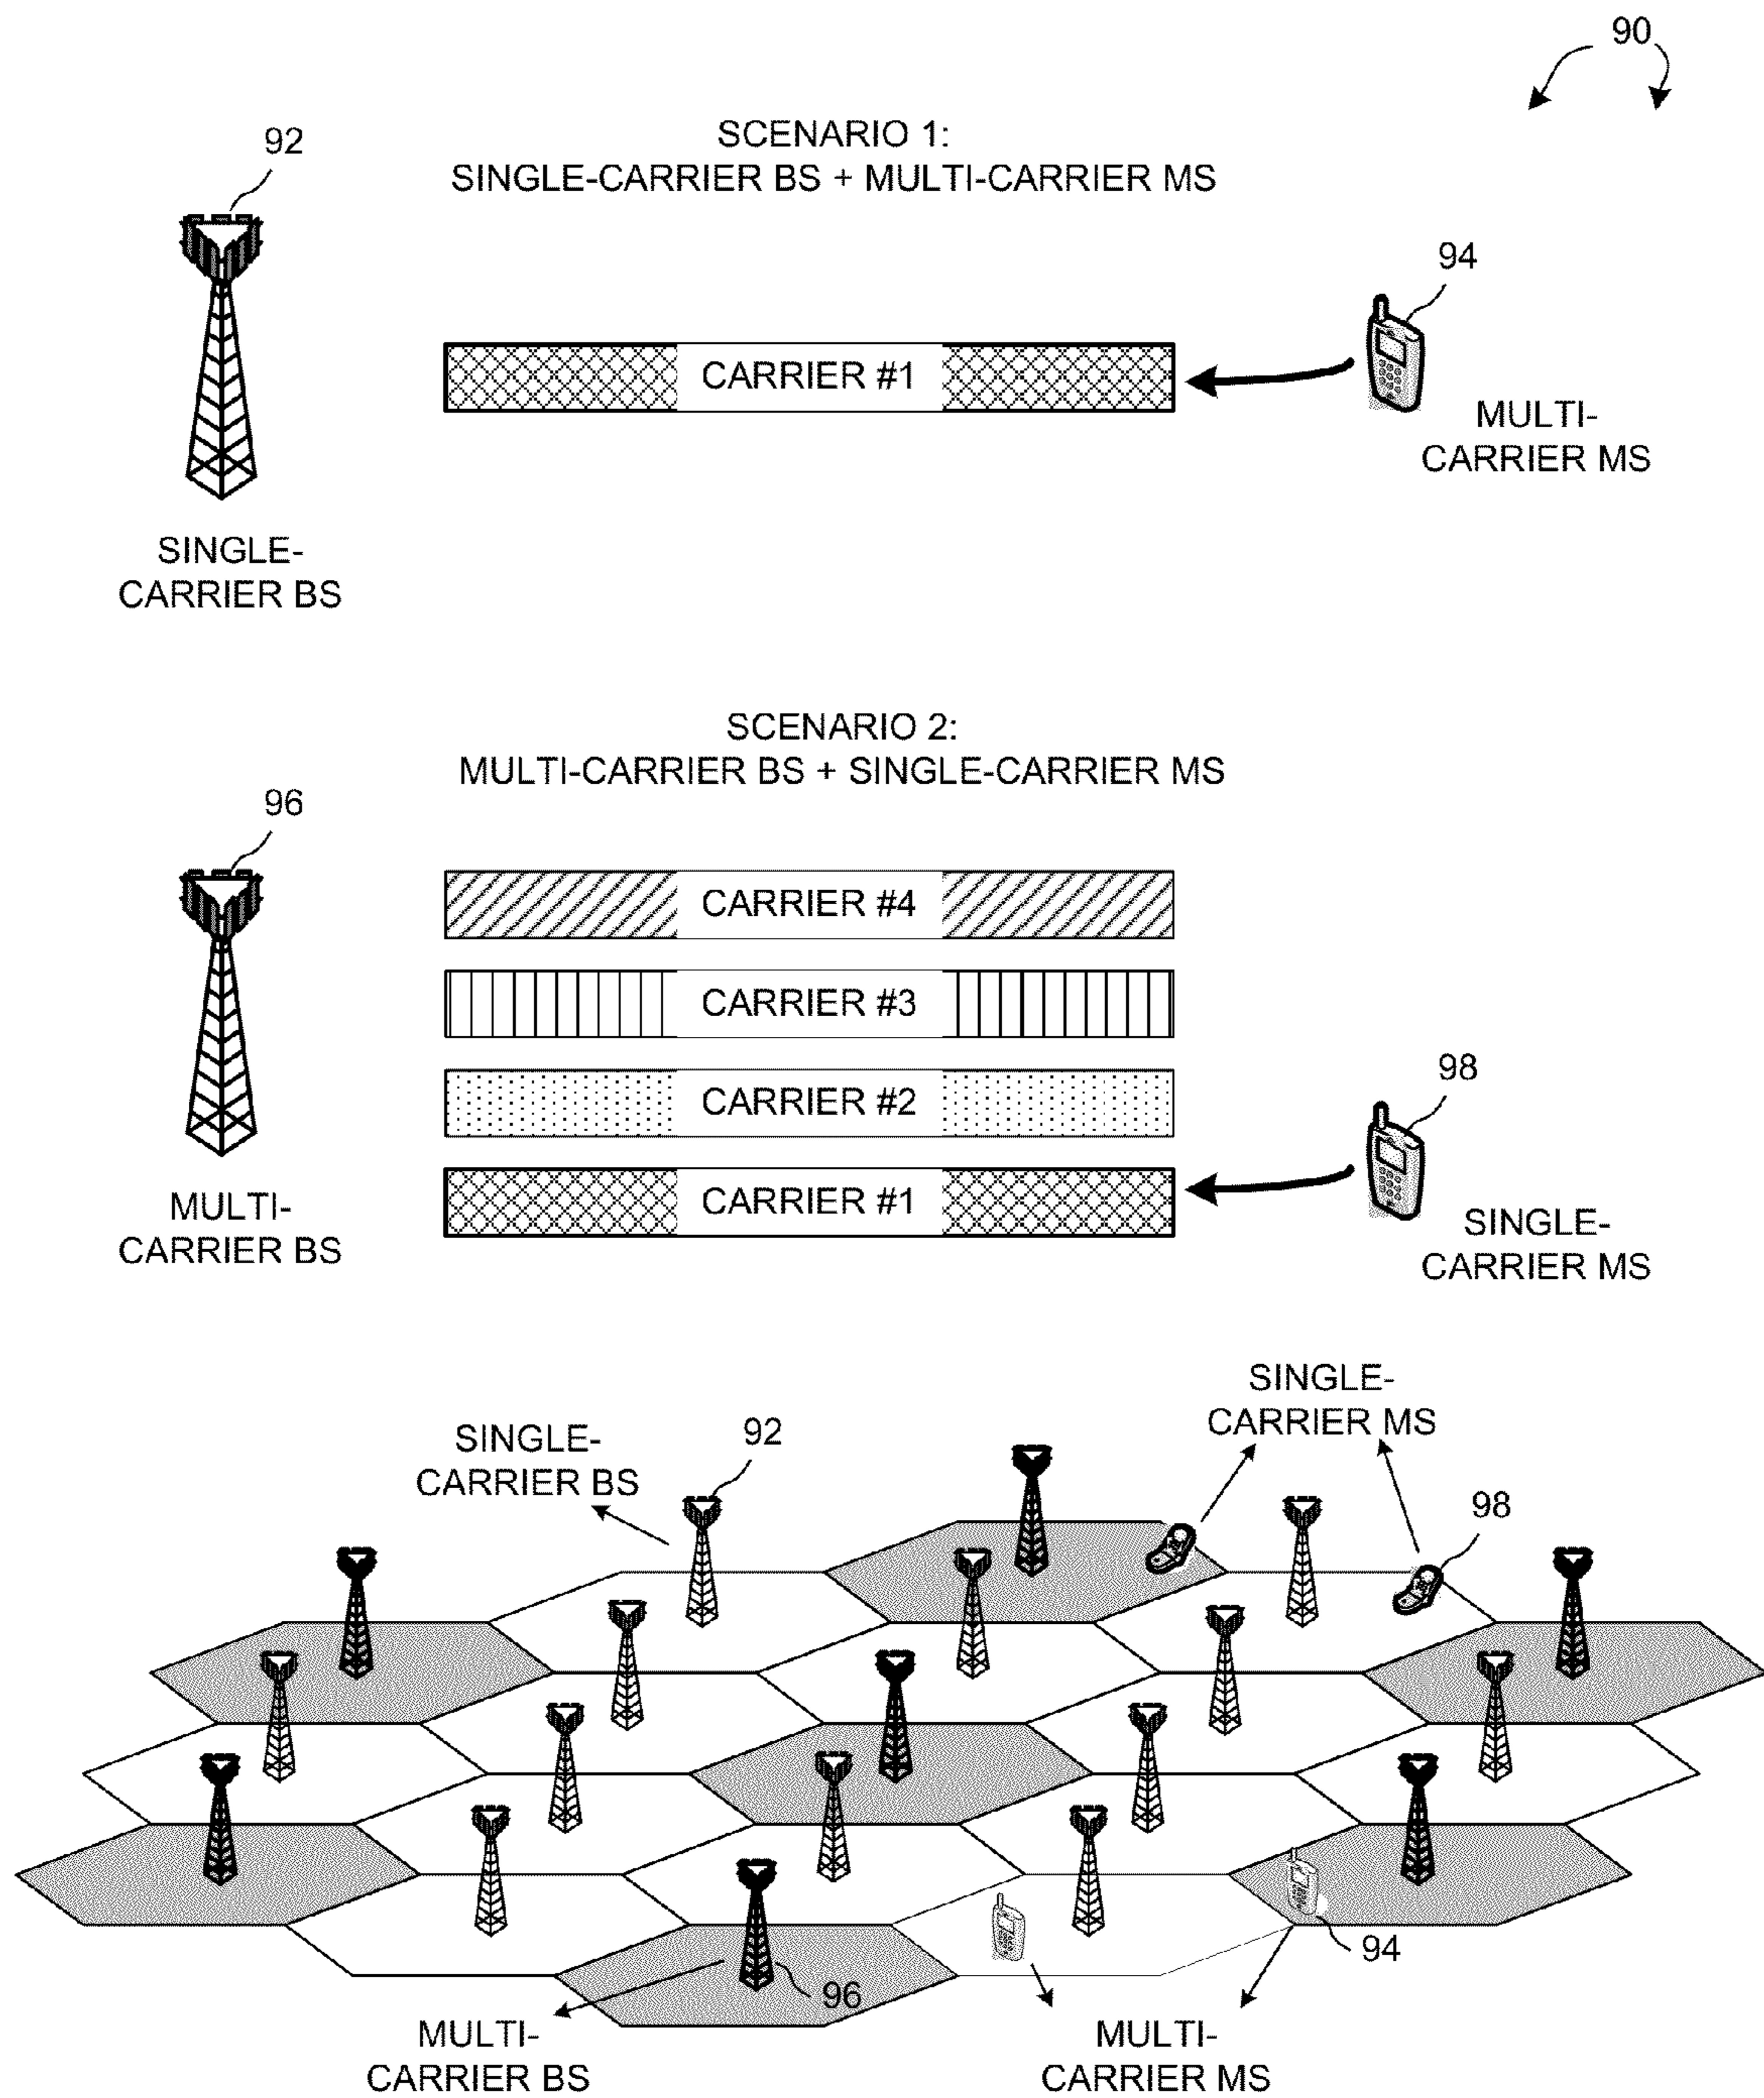 90
92
SCENARIO 1:
SINGLE-CARRIER BS + MULTI-CARRIER MS
94
CARRIER #1
MULTI-
CARRIER MS
SINGLE-
CARRIER BS
SCENARIO 2:
MULTI-CARRIER BS + SINGLE-CARRIER MS
96
CARRIER #4
CARRIER #3
98
CARRIER #2
CARRIER #1
MULTI-
CARRIER BS
SINGLE-
CARRIER MS
SINGLE-
CARRIER MS
SINGLE-
CARRIER BS
92
98
94
96
MULTI-
CARRIER BS
MULTI-
CARRIER MS